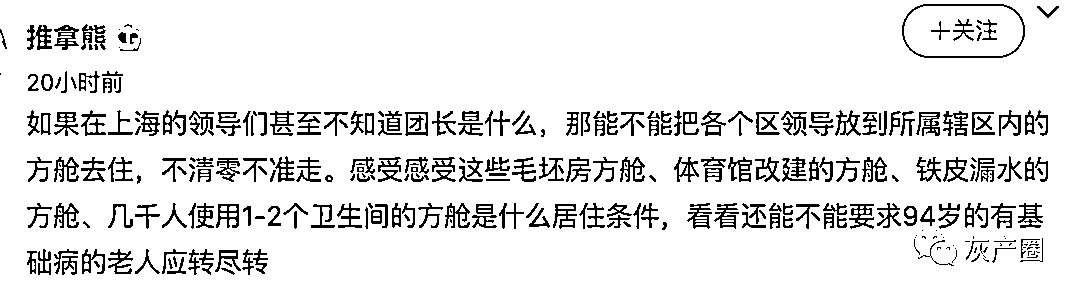 推拿熊
+关注
20小时前
如果在上海的领导们甚至不知道团长是什么，那能不能把各个区领导放到所属辖区内的
方舱去住，不清零不准走。感受感受这些毛坯房方舱、体育馆改建的方舱、铁皮漏水的
方舱、几千人使用1-2个卫生间的方舱是什么居住条件，看看还能不能要求94岁的有基
础病的老人应转尽转
灰产圈